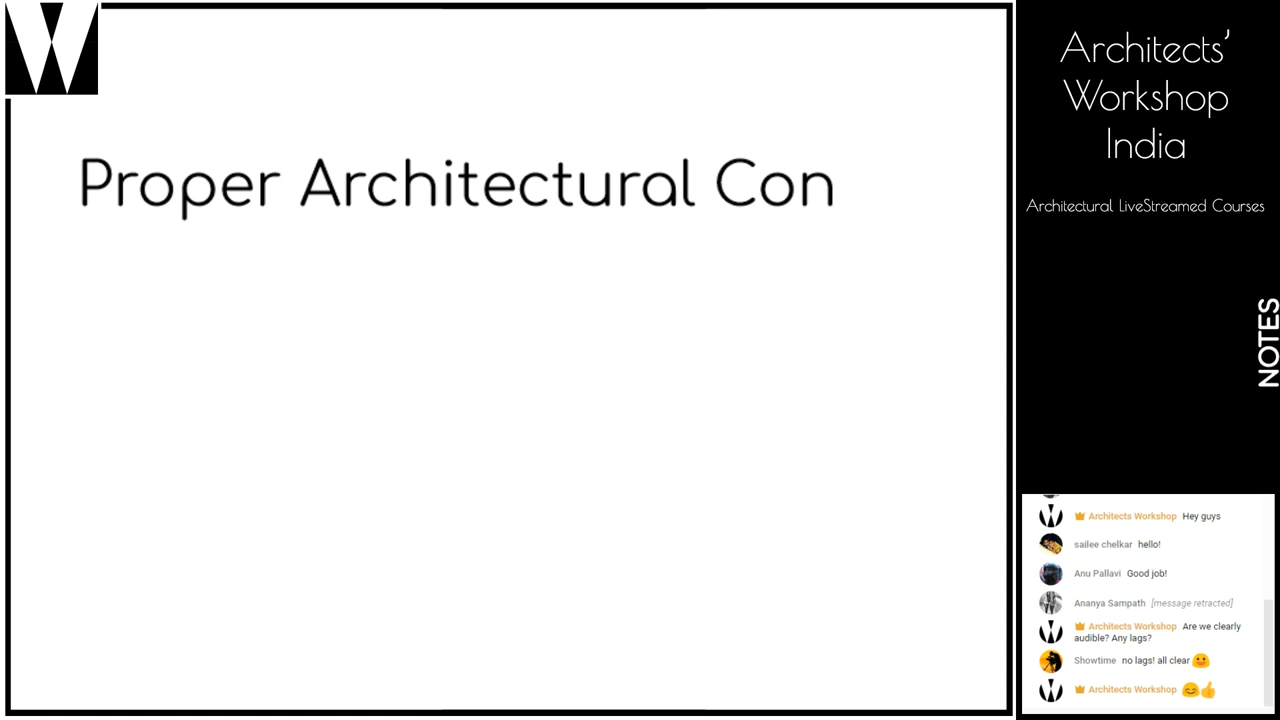 W
Proper Architectural Con
Architects’
Workshop
India
Architectural LiveStreamed Courses
NOTES
Architects Workshop Hey guys
sailee chelkar hello!
Anu Pallavi Good job!
Ananya Sampath [message retracted]
Architects Workshop Are we clearly
audible? Any lags?
Showtime no lags! all clear 😛
Architects Workshop 😊👍